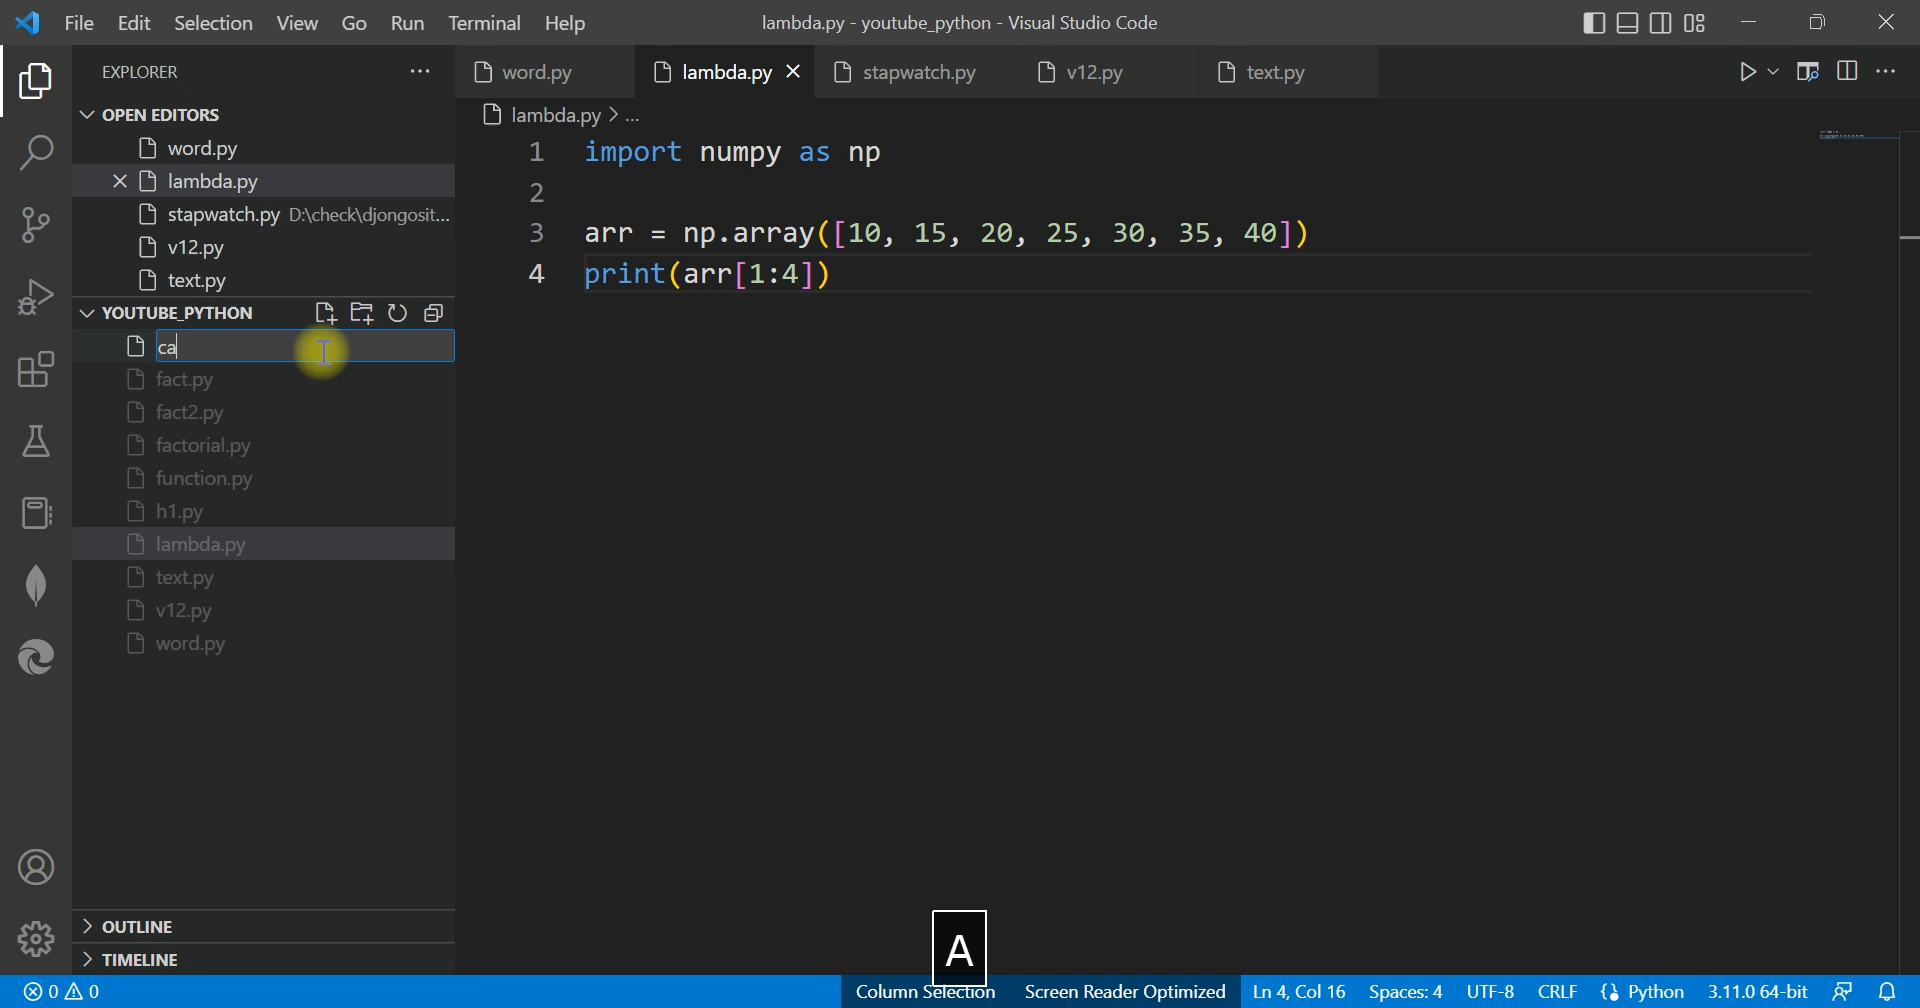 File Edit Selection View Go Run Terminal Help
lambda.py - youtube_python - Visual Studio Code
EXPLORER
OPEN EDITORS
word.py
lambda.py
stapwatch.py D:\check\djongosit...
v12.py
text.py
YOUTUBE_PYTHON
ca
fact.py
fact2.py
factorial.py
function.py
h1.py
lambda.py
text.py
v12.py
word.py
OUTLINE
TIMELINE
word.py lambda.py stapwatch.py v12.py text.py
lambda.py > ...
1 import numpy as np
2
3 arr = np.array([10, 15, 20, 25, 30, 35, 40])
4 print(arr[1:4])
A
0 0 Column Selection Screen Reader Optimized Ln 4, Col 16 Spaces: 4 UTF-8 CRLF Python 3.11.0 64-bit